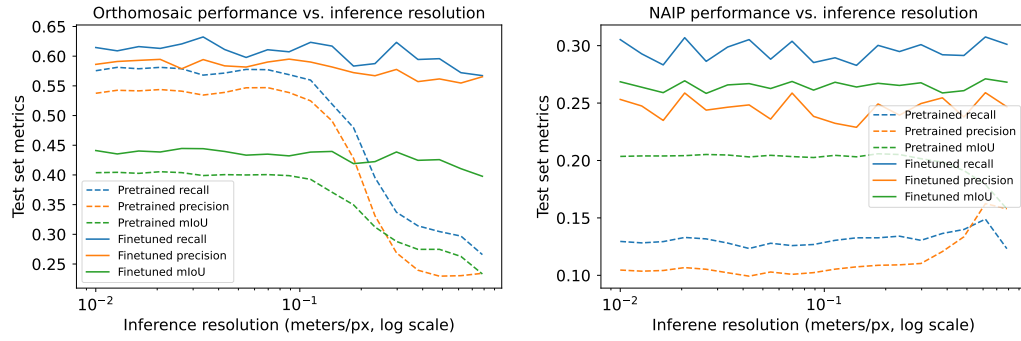 Orthomosaic performance vs. inference resolution
Test set metrics
0.65
0.60
0.55
0.50
0.45
0.40
0.35
0.30
0.25
Pretrained recall
Pretrained precision
Pretrained mIoU
Finetuned recall
Finetuned precision
Finetuned mIoU
10⁻²
10⁻¹
Inference resolution (meters/px, log scale)
NAIP performance vs. inference resolution
Test set metrics
0.30
0.25
0.20
0.15
0.10
Pretrained recall
Pretrained precision
Pretrained mIoU
Finetuned recall
Finetuned precision
Finetuned mIoU
10⁻²
10⁻¹
Inferene resolution (meters/px, log scale)